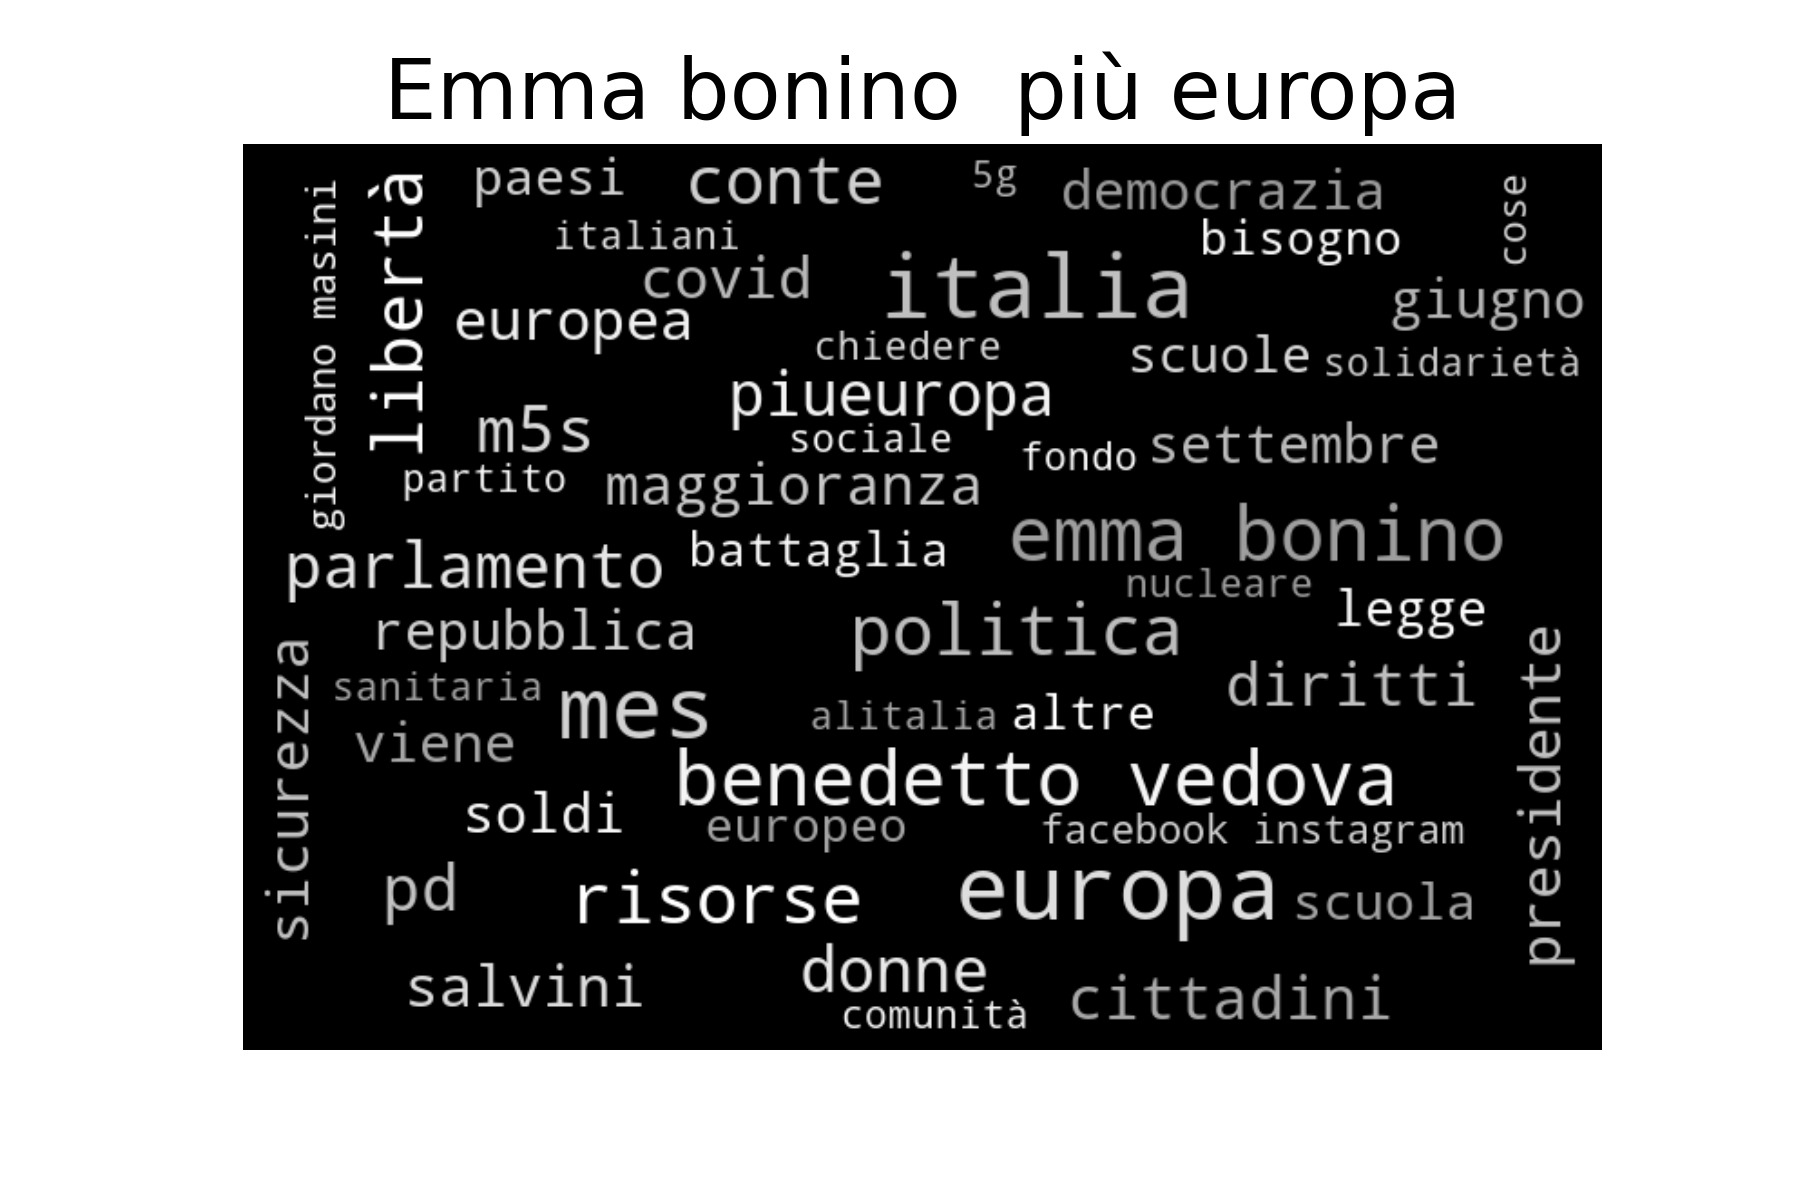 Emma bonino  più europa
paesi conte 5g democrazia cose
giordano masini libertà
italiani bisogno
covid italia giugno
europea
chiedere scuole solidarietà
piueuropa
m5s sociale fondo settembre
partito maggioranza
emma bonino
parlamento battaglia
nucleare legge
repubblica politica
sicurezza presidente
sanitaria mes alitalia altre diritti
viene
benedetto vedova
soldi europeo facebook instagram
pd risorse europa scuola
salvini donne cittadini
comunità